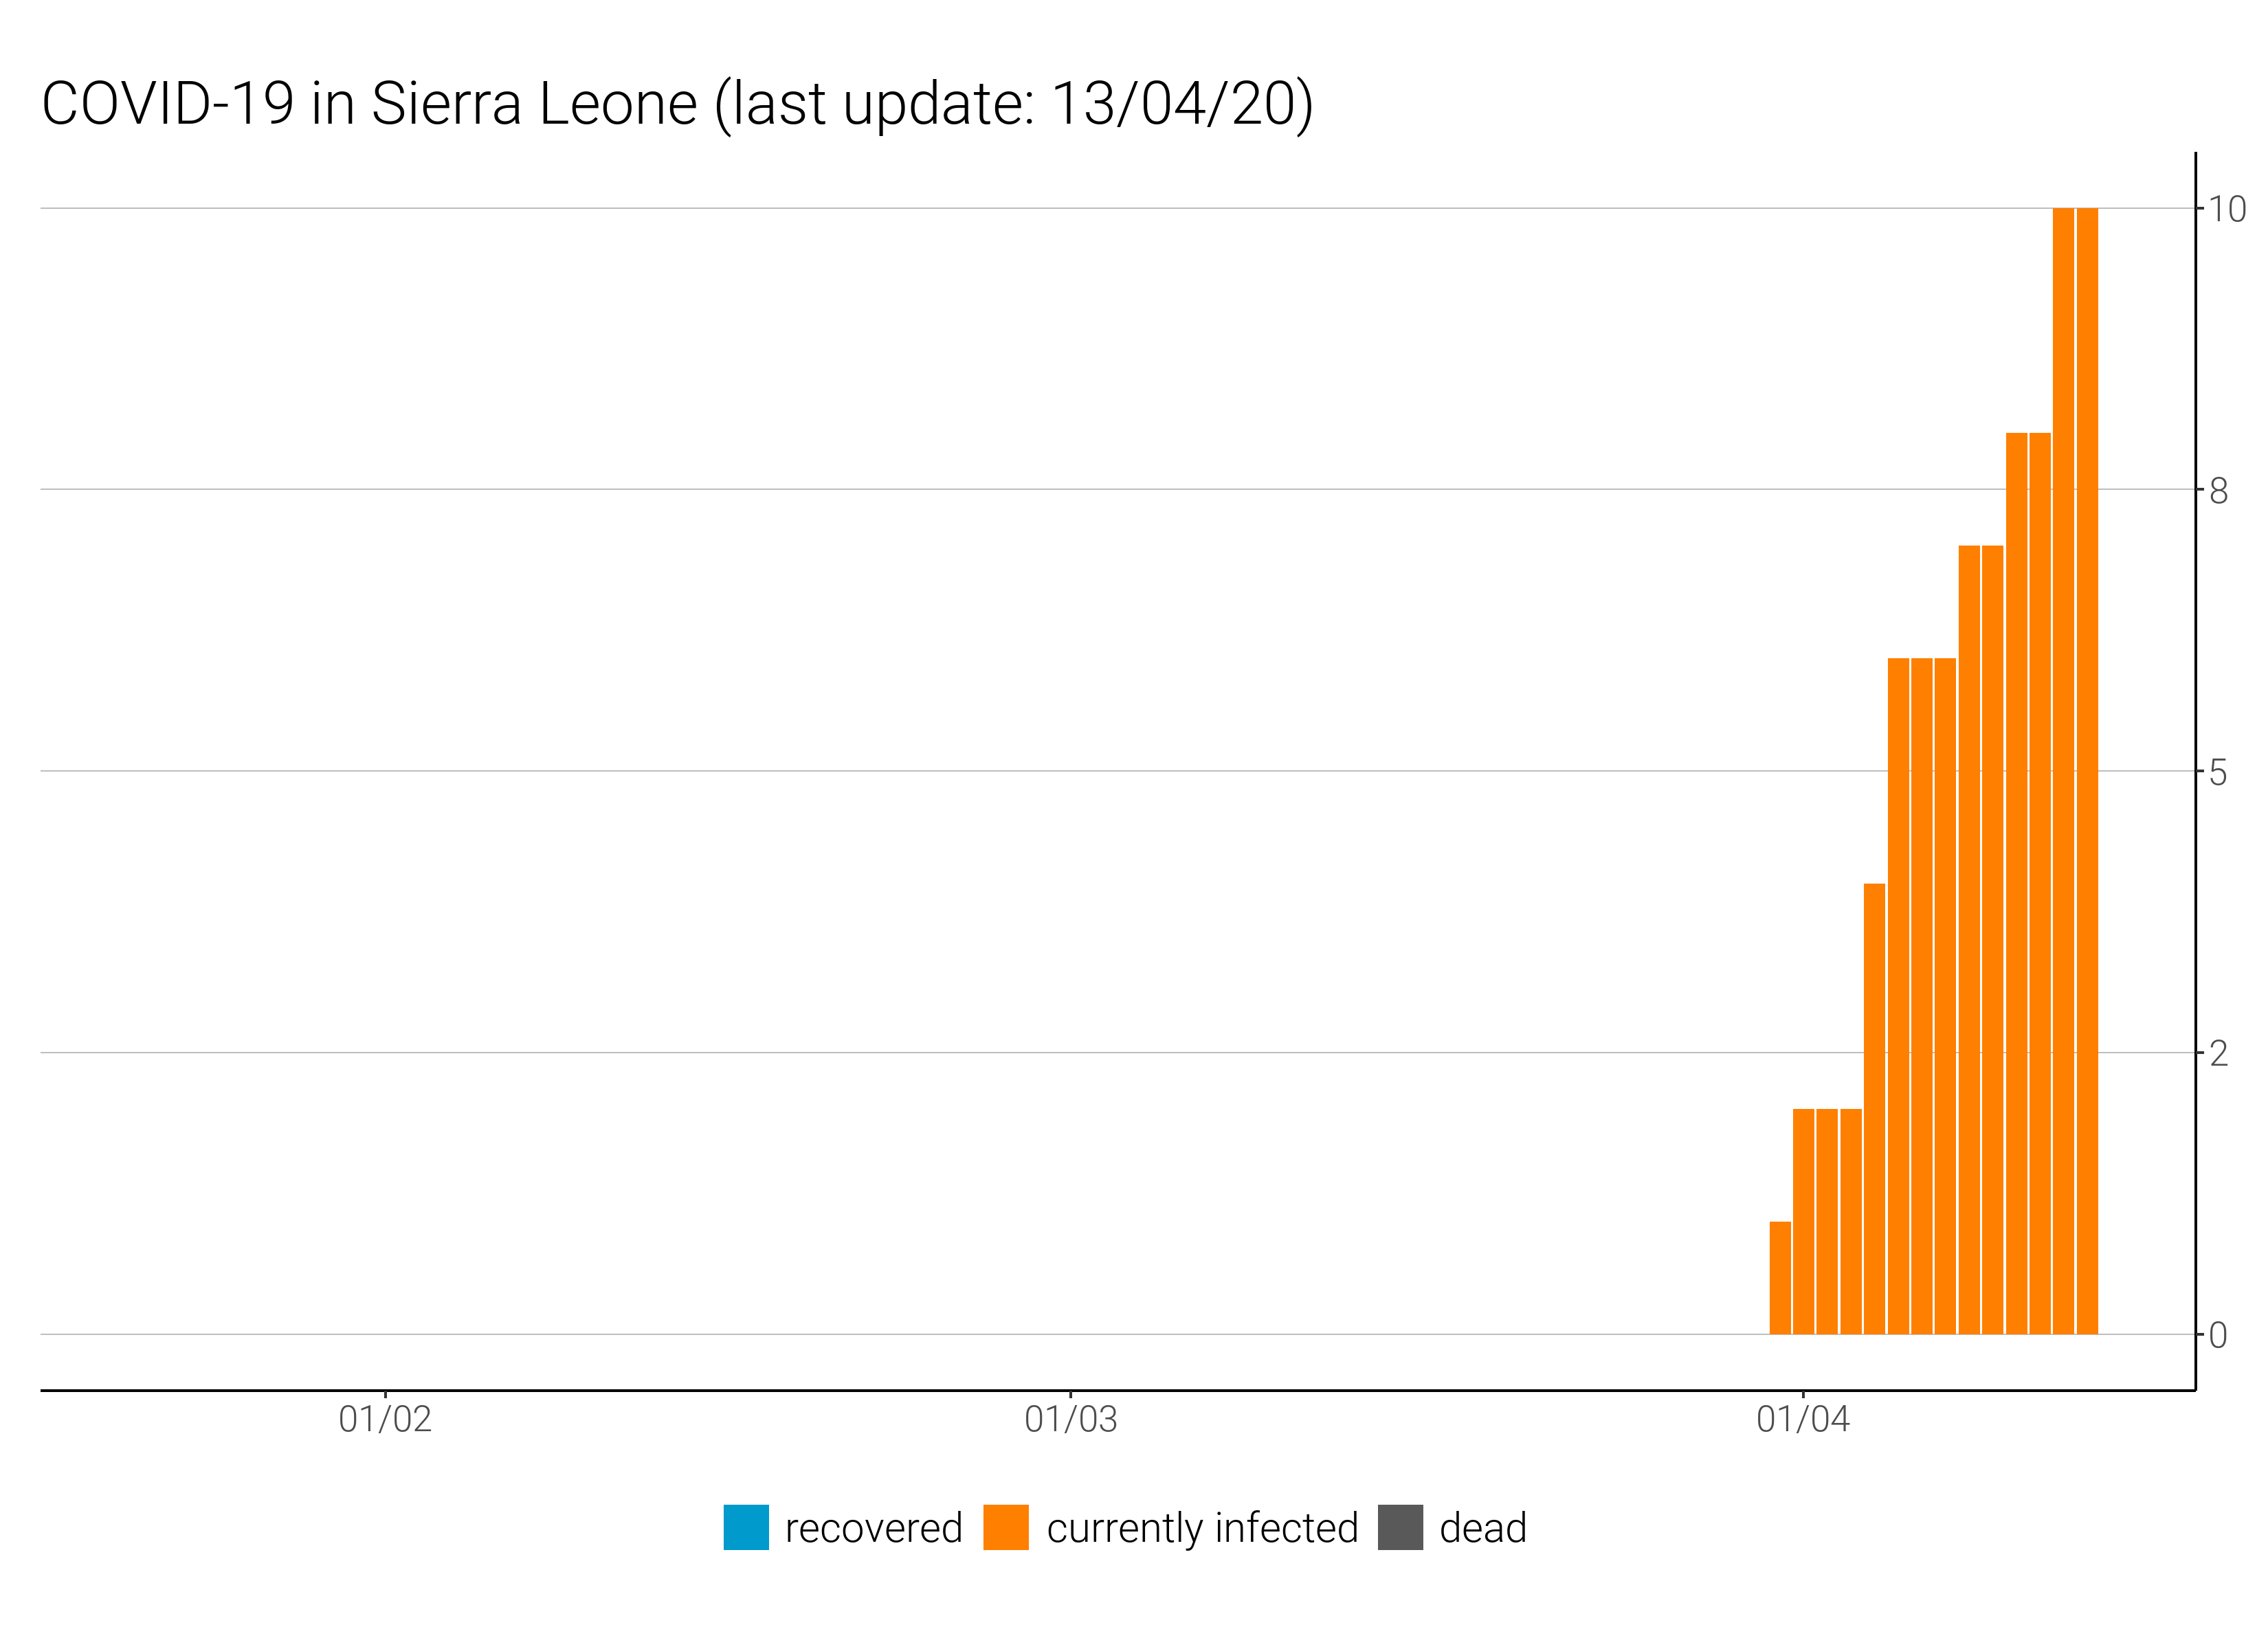 COVID-19 in Sierra Leone (last update: 13/04/20)
10
8
5
2
0
01/02 01/03 01/04
recovered currently infected dead